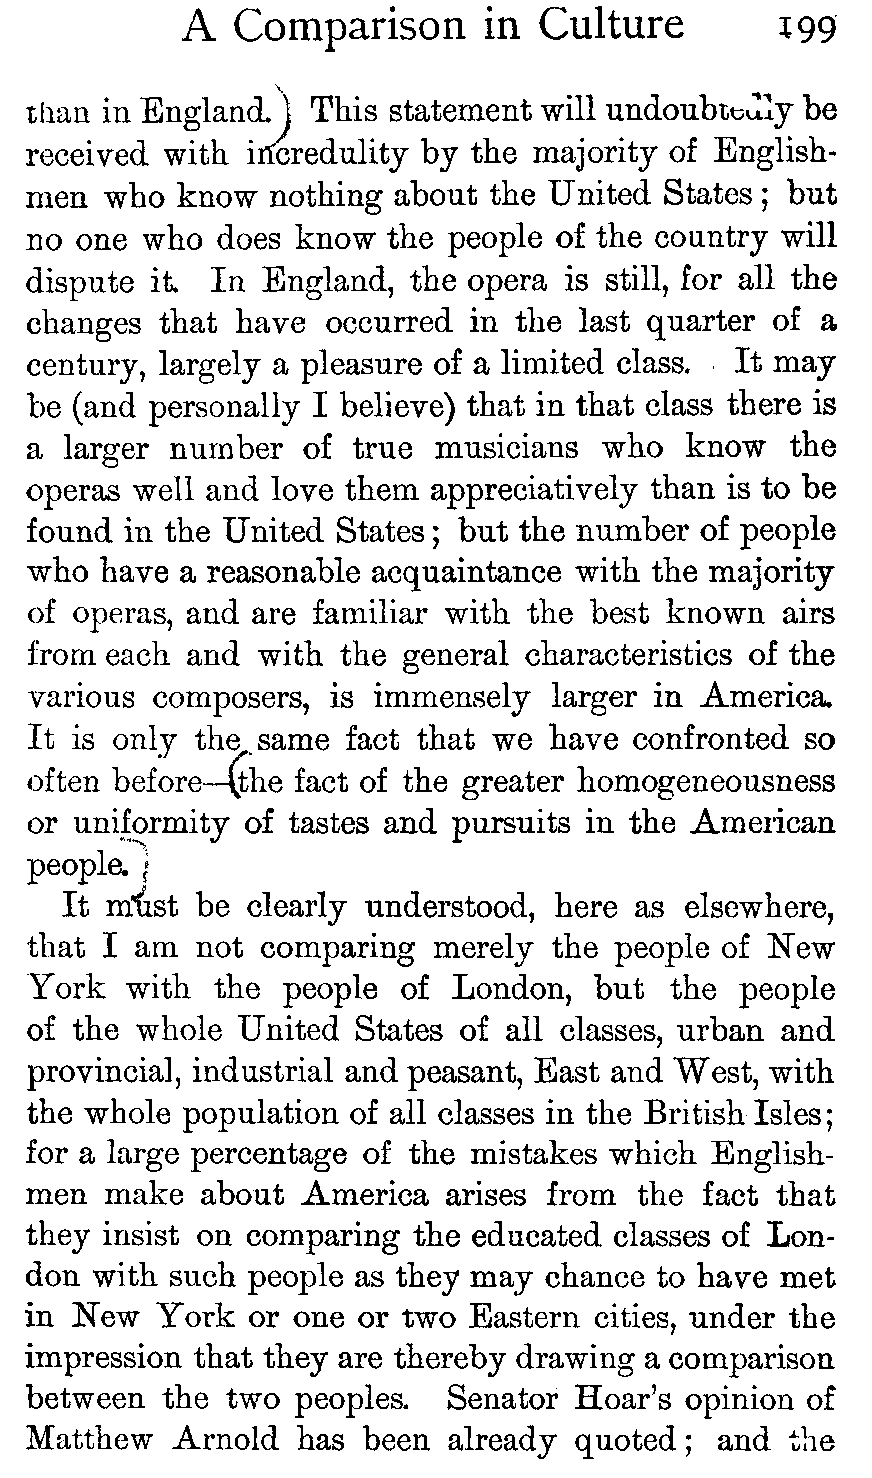 A Comparison in Culture 199
than in England. This statement will undoubtedly be
received with incredulity by the majority of English-
men who know nothing about the United States; but
no one who does know the people of the country will
dispute it. In England, the opera is still, for all the
changes that have occurred in the last quarter of a
century, largely a pleasure of a limited class. It may
be (and personally I believe) that in that class there is
a larger number of true musicians who know the
operas well and love them appreciatively than is to be
found in the United States; but the number of people
who have a reasonable acquaintance with the majority
of operas, and are familiar with the best known airs
from each and with the general characteristics of the
various composers, is immensely larger in America.
It is only the same fact that we have confronted so
often before—the fact of the greater homogeneousness
or uniformity of tastes and pursuits in the American
people.
It must be clearly understood, here as elsewhere,
that I am not comparing merely the people of New
York with the people of London, but the people
of the whole United States of all classes, urban and
provincial, industrial and peasant, East and West, with
the whole population of all classes in the British Isles;
for a large percentage of the mistakes which English-
men make about America arises from the fact that
they insist on comparing the educated classes of Lon-
don with such people as they may chance to have met
in New York or one or two Eastern cities, under the
impression that they are thereby drawing a comparison
between the two peoples. Senator Hoar's opinion of
Matthew Arnold has been already quoted; and the